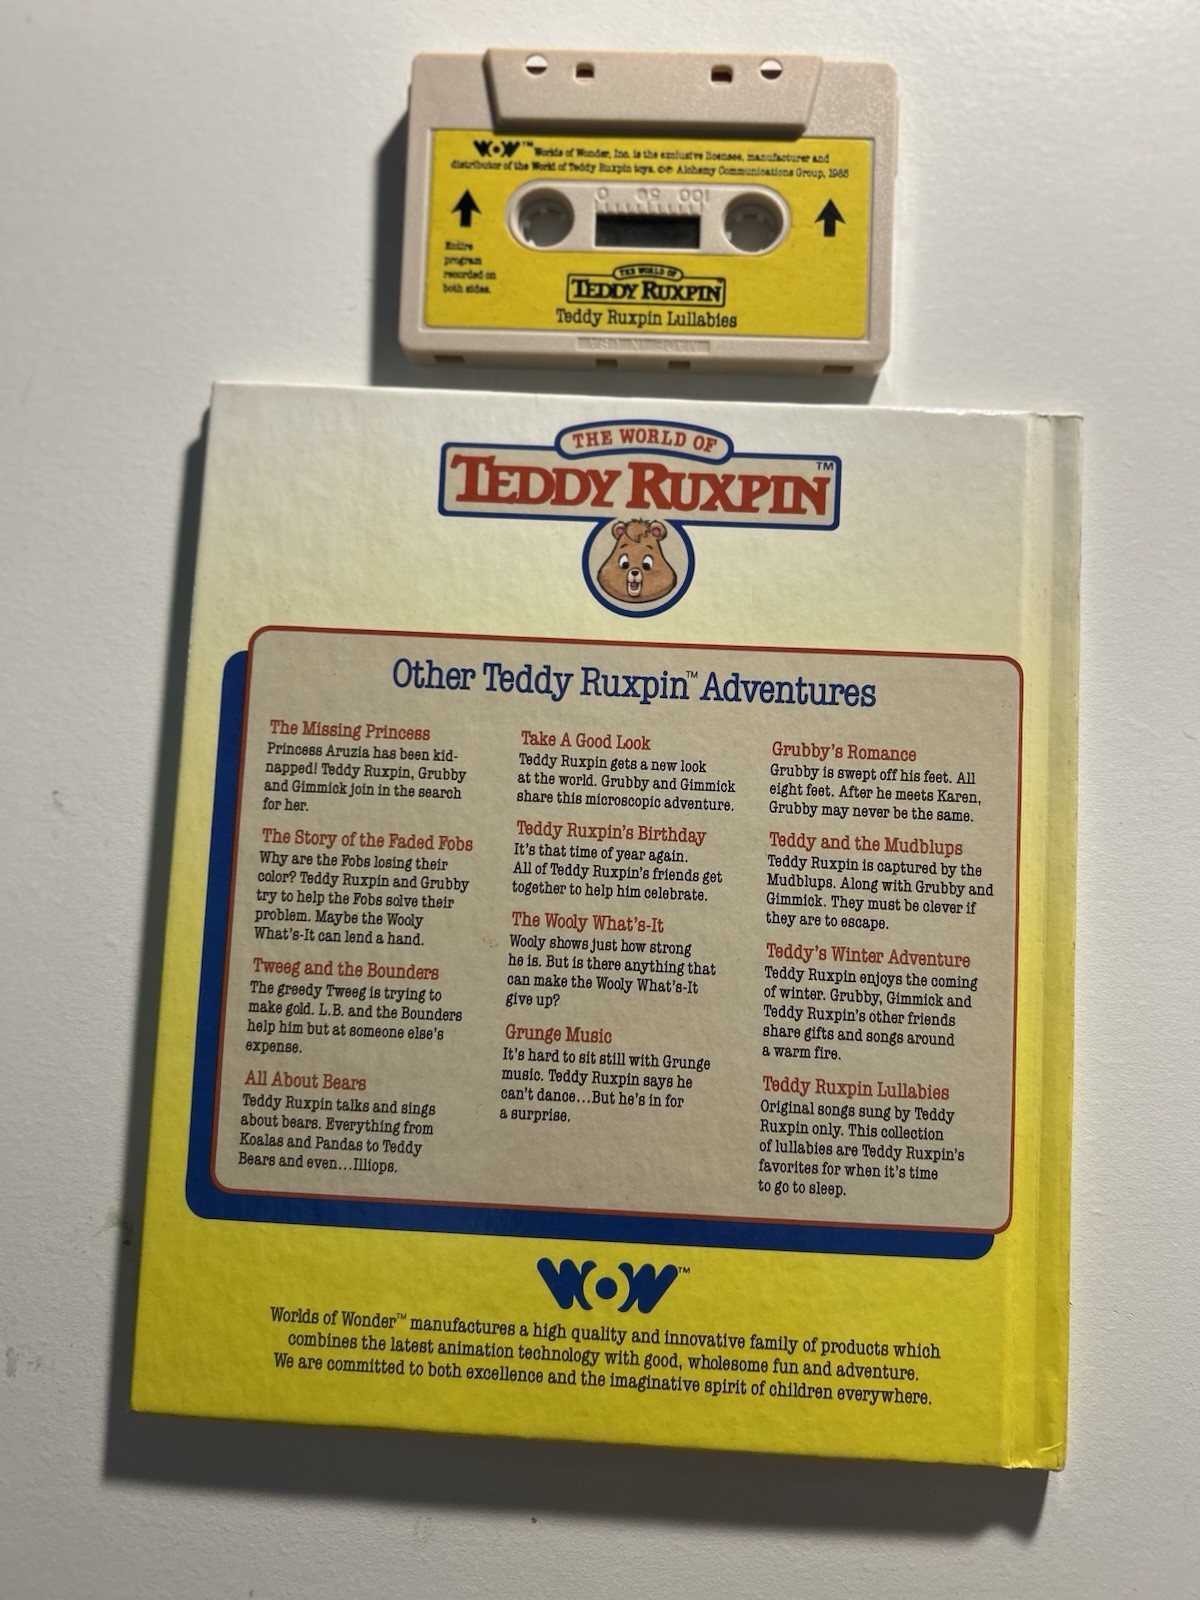 WOW™ Worlds of Wonder, Inc. is the exclusive licensee, manufacturer and
distributor of the World of Teddy Ruxpin toys. ©℗ Alchemy Communications Group, 1985
0 50 100
Entire
program
recorded on
both sides.
THE WORLD OF
TEDDY RUXPIN
Teddy Ruxpin Lullabies
MADE IN USA
THE WORLD OF
TEDDY RUXPIN™
Other Teddy Ruxpin™ Adventures
The Missing Princess
Princess Aruzia has been kid-
napped! Teddy Ruxpin, Grubby
and Gimmick join in the search
for her.
The Story of the Faded Fobs
Why are the Fobs losing their
color? Teddy Ruxpin and Grubby
try to help the Fobs solve their
problem. Maybe the Wooly
What's-It can lend a hand.
Tweeg and the Bounders
The greedy Tweeg is trying to
make gold. L.B. and the Bounders
help him but at someone else's
expense.
All About Bears
Teddy Ruxpin talks and sings
about bears. Everything from
Koalas and Pandas to Teddy
Bears and even...Illiops.
Take A Good Look
Teddy Ruxpin gets a new look
at the world. Grubby and Gimmick
share this microscopic adventure.
Teddy Ruxpin's Birthday
It's that time of year again.
All of Teddy Ruxpin's friends get
together to help him celebrate.
The Wooly What's-It
Wooly shows just how strong
he is. But is there anything that
can make the Wooly What's-It
give up?
Grunge Music
It's hard to sit still with Grunge
music. Teddy Ruxpin says he
can't dance...But he's in for
a surprise.
Grubby's Romance
Grubby is swept off his feet. All
eight feet. After he meets Karen,
Grubby may never be the same.
Teddy and the Mudblups
Teddy Ruxpin is captured by the
Mudblups. Along with Grubby and
Gimmick. They must be clever if
they are to escape.
Teddy's Winter Adventure
Teddy Ruxpin enjoys the coming
of winter. Grubby, Gimmick and
Teddy Ruxpin's other friends
share gifts and songs around
a warm fire.
Teddy Ruxpin Lullabies
Original songs sung by Teddy
Ruxpin only. This collection
of lullabies are Teddy Ruxpin's
favorites for when it's time
to go to sleep.
WOW™
Worlds of Wonder™ manufactures a high quality and innovative family of products which
combines the latest animation technology with good, wholesome fun and adventure.
We are committed to both excellence and the imaginative spirit of children everywhere.